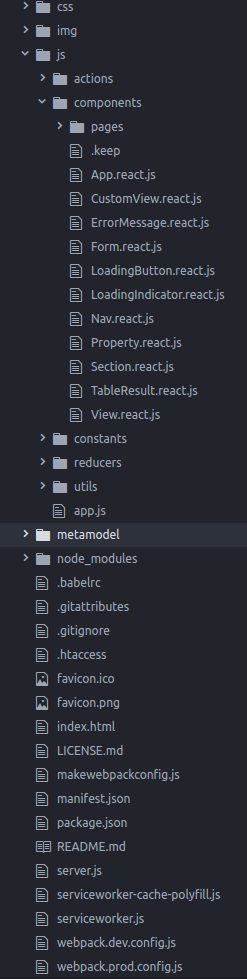 css
img
js
actions
components
pages
.keep
App.react.js
CustomView.react.js
ErrorMessage.react.js
Form.react.js
LoadingButton.react.js
LoadingIndicator.react.js
Nav.react.js
Property.react.js
Section.react.js
TableResult.react.js
View.react.js
constants
reducers
utils
app.js
metamodel
node_modules
.babelrc
.gitattributes
.gitignore
.htaccess
favicon.ico
favicon.png
index.html
LICENSE.md
makewebpackconfig.js
manifest.json
package.json
README.md
server.js
serviceworker-cache-polyfill.js
serviceworker.js
webpack.dev.config.js
webpack.prod.config.js